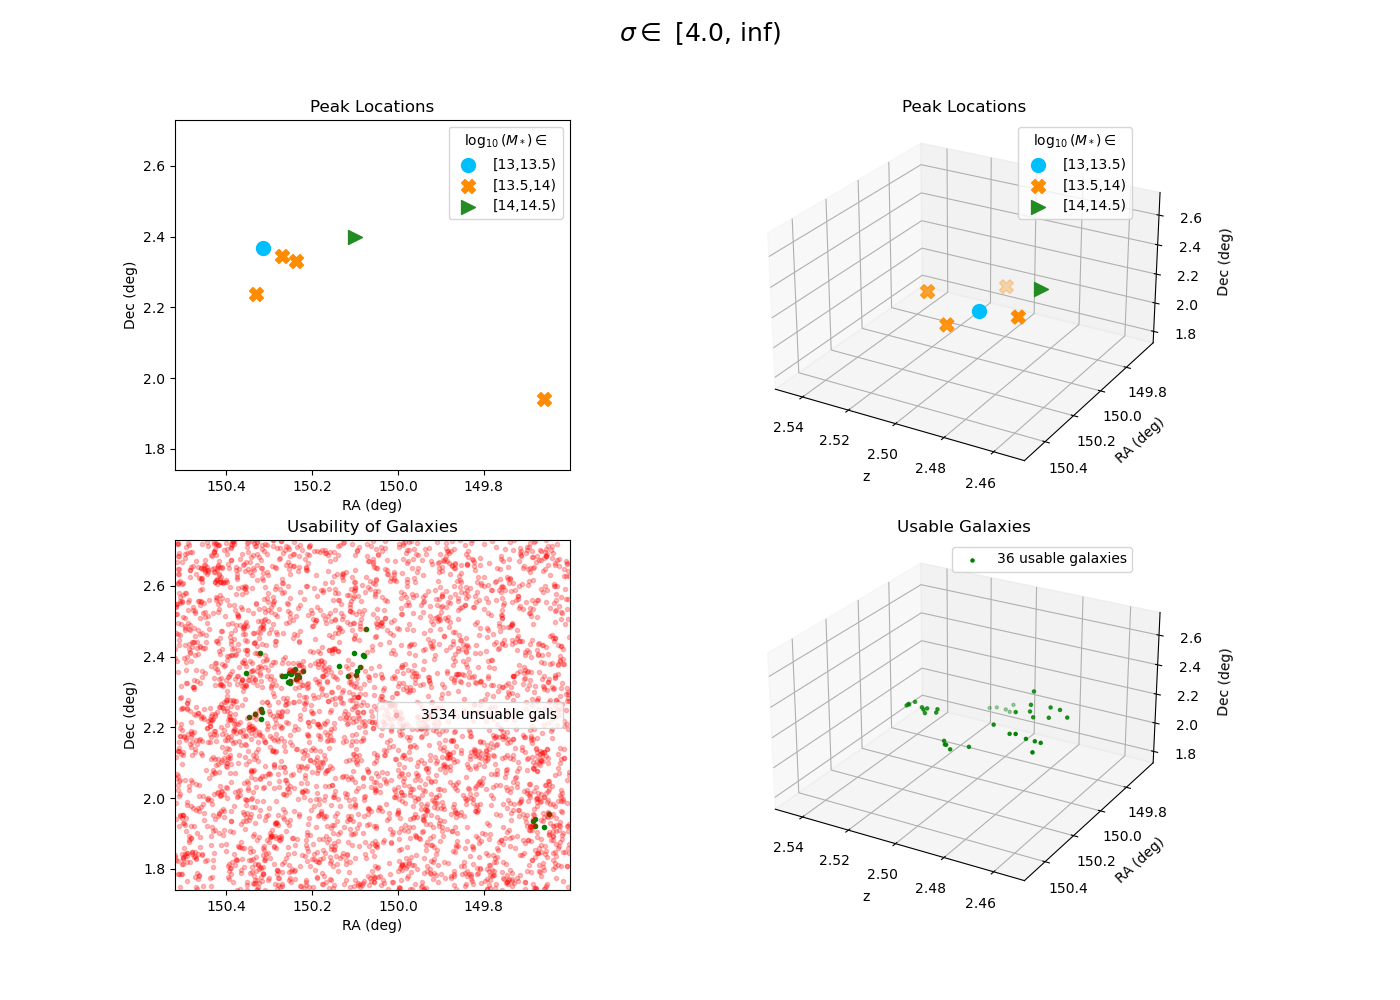 σ ∈ [4.0, inf)
Peak Locations
log₁₀(M*) ∈
[13,13.5)
[13.5,14)
[14,14.5)
2.6
2.4
2.2
2.0
1.8
Dec (deg)
150.4 150.2 150.0 149.8
RA (deg)
Peak Locations
log₁₀(M*) ∈
[13,13.5)
[13.5,14)
[14,14.5)
2.6
2.4
2.2
2.0
1.8
Dec (deg)
149.8
150.0
150.2
150.4
RA (deg)
2.54
2.52
2.50
2.48
2.46
z
Usability of Galaxies
3534 unsuable gals
2.6
2.4
2.2
2.0
1.8
Dec (deg)
150.4 150.2 150.0 149.8
RA (deg)
Usable Galaxies
36 usable galaxies
2.6
2.4
2.2
2.0
1.8
Dec (deg)
149.8
150.0
150.2
150.4
RA (deg)
2.54
2.52
2.50
2.48
2.46
z